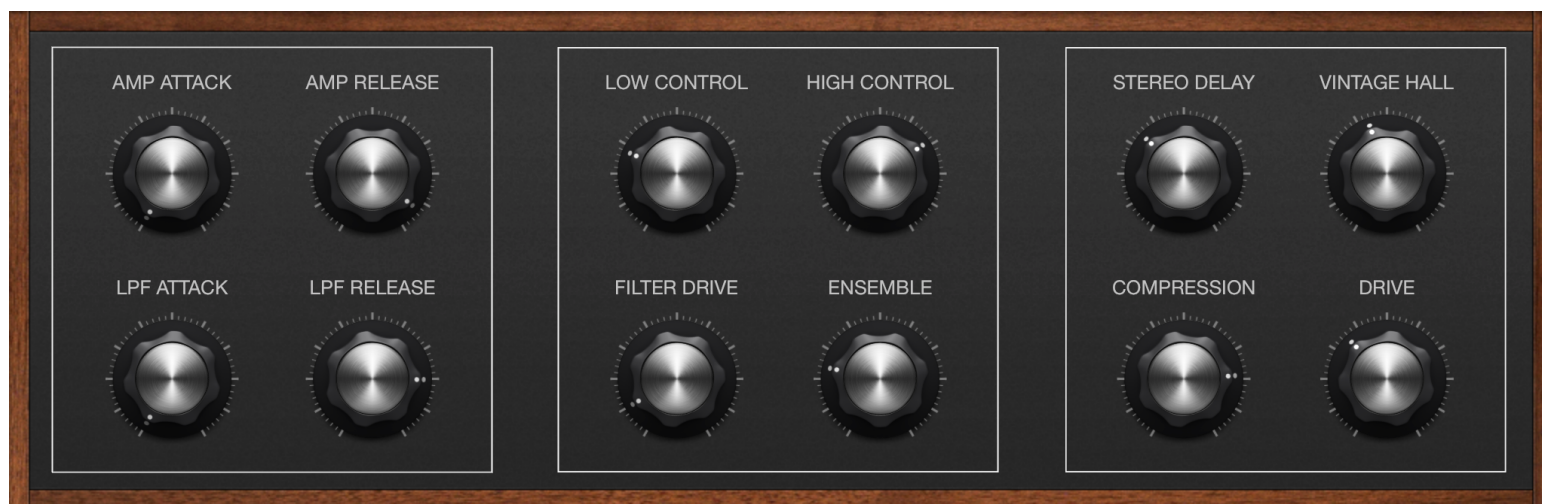 AMP ATTACK
AMP RELEASE
LPF ATTACK
LPF RELEASE
LOW CONTROL
HIGH CONTROL
FILTER DRIVE
ENSEMBLE
STEREO DELAY
VINTAGE HALL
COMPRESSION
DRIVE